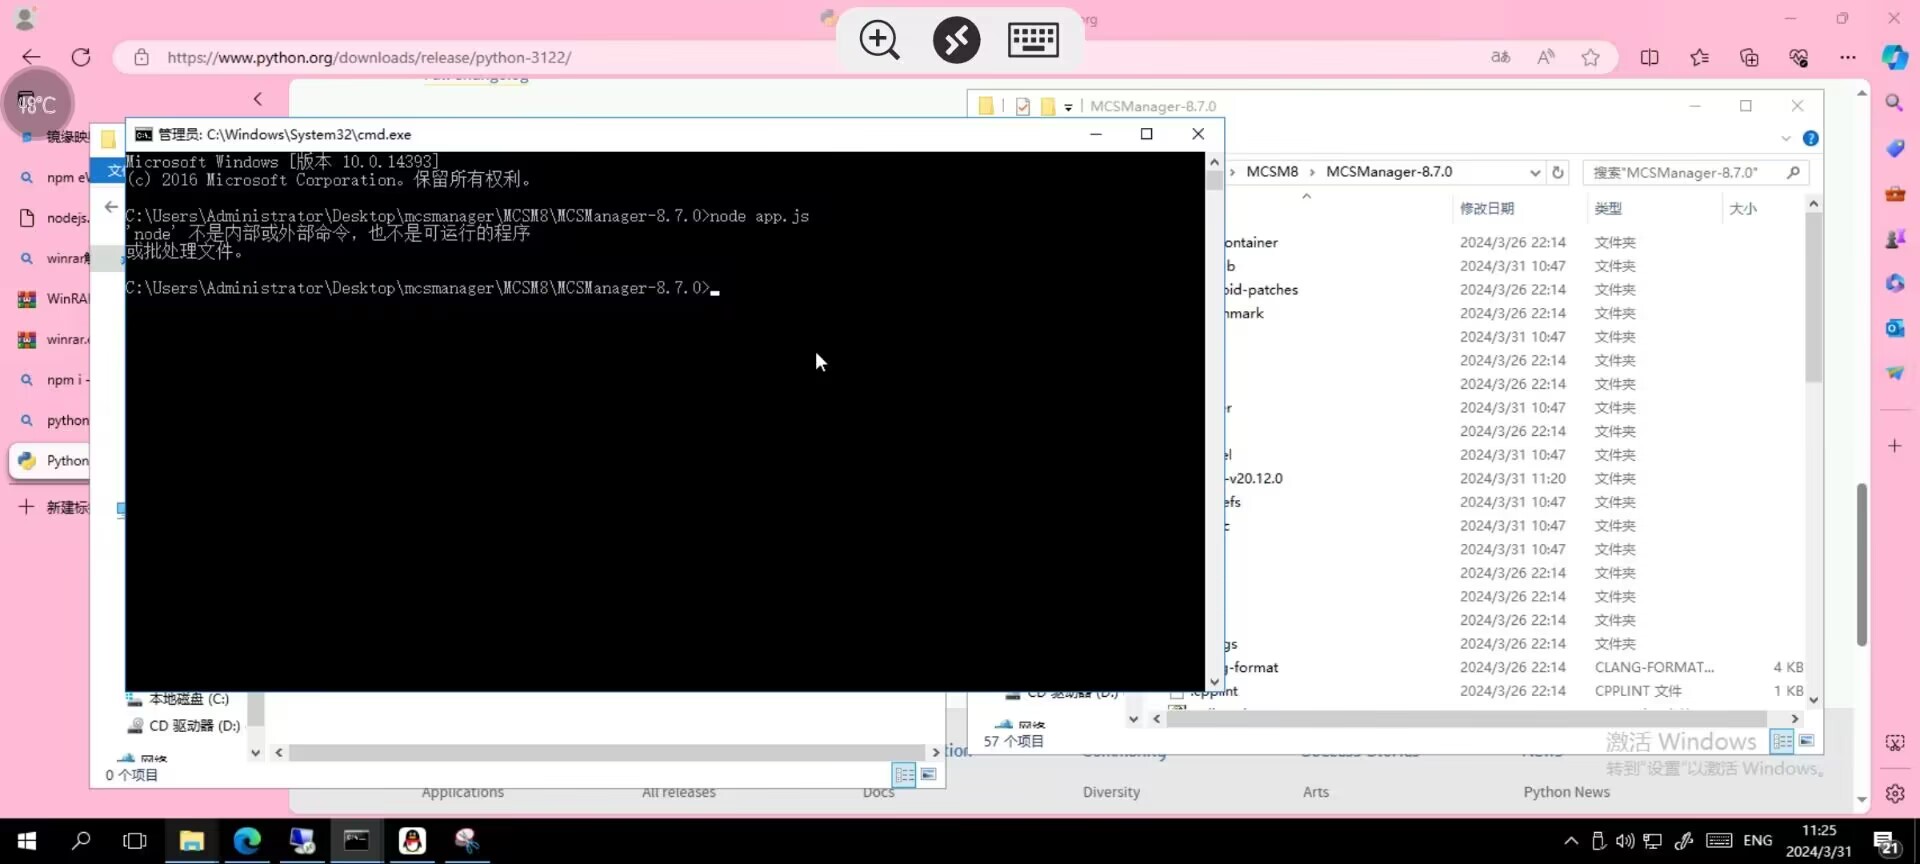 https://www.python.org/downloads/release/python-3122/
48°C
MCSManager-8.7.0
管理员: C:\Windows\System32\cmd.exe
Microsoft Windows [版本 10.0.14393]
(c) 2016 Microsoft Corporation。保留所有权利。
C:\Users\Administrator\Desktop\mcsmanager\MCSM8\MCSManager-8.7.0>node app.js
'node' 不是内部或外部命令，也不是可运行的程序
或批处理文件。
C:\Users\Administrator\Desktop\mcsmanager\MCSM8\MCSManager-8.7.0>
npm e
nodejs.
winrar
WinRA
winrar.
npm i -
python
Python
新建标
MCSM8 > MCSManager-8.7.0
搜索"MCSManager-8.7.0"
修改日期 类型 大小
ontainer 2024/3/26 22:14 文件夹
b 2024/3/31 10:47 文件夹
oid-patches 2024/3/26 22:14 文件夹
mark 2024/3/26 22:14 文件夹
2024/3/31 10:47 文件夹
2024/3/26 22:14 文件夹
2024/3/26 22:14 文件夹
r 2024/3/31 10:47 文件夹
2024/3/26 22:14 文件夹
el 2024/3/31 10:47 文件夹
-v20.12.0 2024/3/31 11:20 文件夹
efs 2024/3/31 10:47 文件夹
2024/3/31 10:47 文件夹
2024/3/31 10:47 文件夹
2024/3/26 22:14 文件夹
2024/3/26 22:14 文件夹
2024/3/26 22:14 文件夹
gs 2024/3/26 22:14 文件夹
g-format 2024/3/26 22:14 CLANG-FORMAT... 4 KB
.cpplint 2024/3/26 22:14 CPPLINT 文件 1 KB
本地磁盘 (C:)
CD 驱动器 (D:)
网络
0 个项目
CD 驱动器 (D:)
网络
57 个项目
激活 Windows
转到"设置"以激活 Windows。
Applications All releases Docs Diversity Arts Python News
ENG
11:25
2024/3/31
21